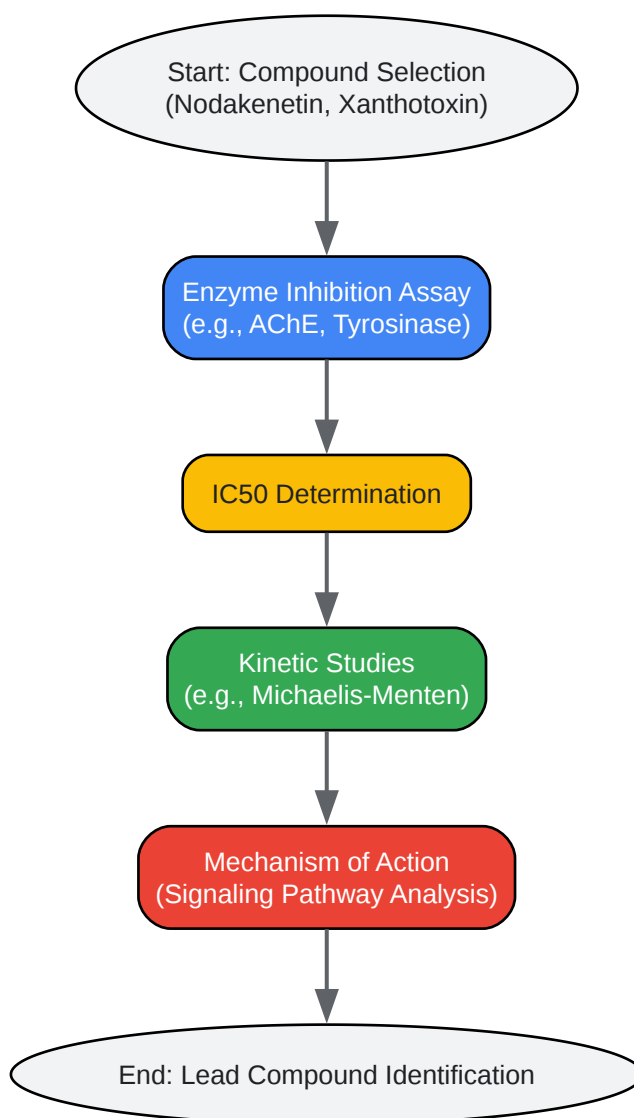 Start: Compound Selection
(Nodakenetin, Xanthotoxin)
Enzyme Inhibition Assay
(e.g., AChE, Tyrosinase)
IC50 Determination
Kinetic Studies
(e.g., Michaelis-Menten)
Mechanism of Action
(Signaling Pathway Analysis)
End: Lead Compound Identification